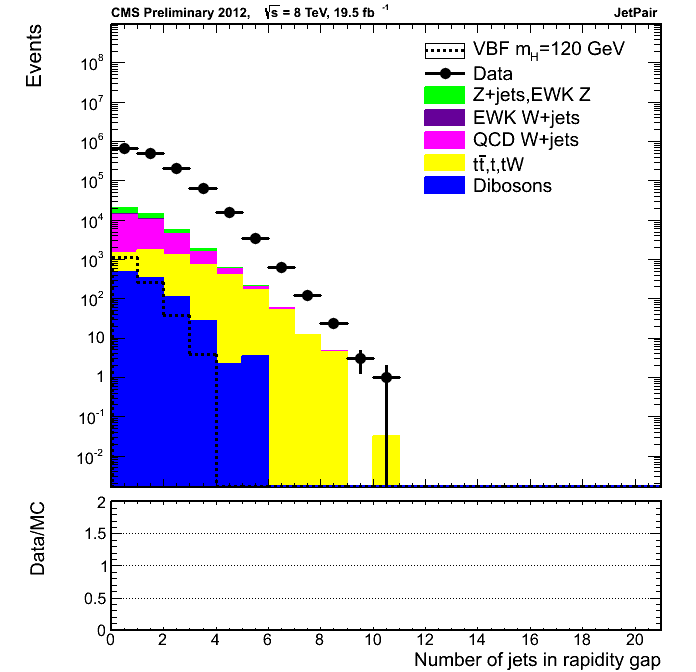 CMS Preliminary 2012, √s = 8 TeV, 19.5 fb⁻¹ JetPair
Events
VBF m_H=120 GeV
Data
Z+jets,EWK Z
EWK W+jets
QCD W+jets
tt̅,t,tW
Dibosons
10⁸
10⁷
10⁶
10⁵
10⁴
10³
10²
10
1
10⁻¹
10⁻²
Data/MC
2
1.5
1
0.5
0
0 2 4 6 8 10 12 14 16 18 20
Number of jets in rapidity gap